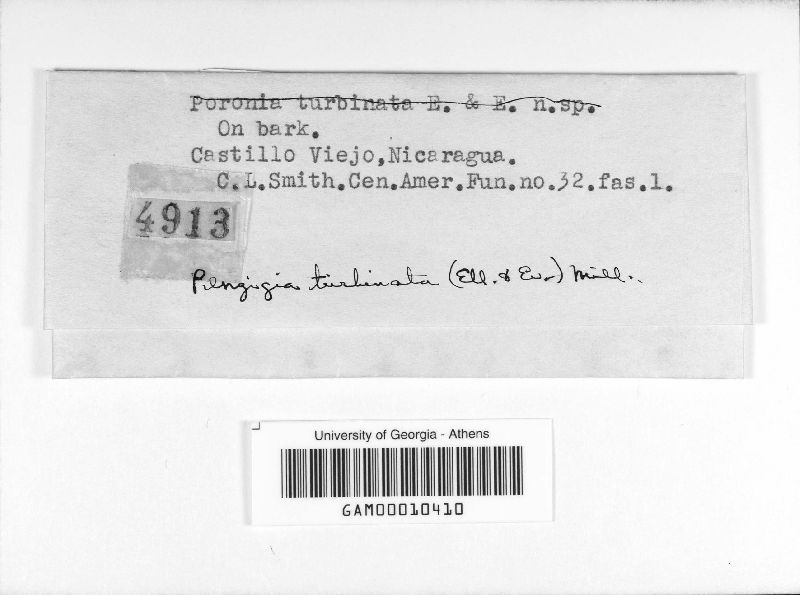 Poronia turbinata E. & E. n.sp.
On bark.
Castillo Viejo,Nicaragua.
C.L.Smith.Cen.Amer.Fun.no.32.fas.1.
4913
Penzigia turbinata (Ell. & Ev.) Mill.
University of Georgia - Athens
GAM00010410